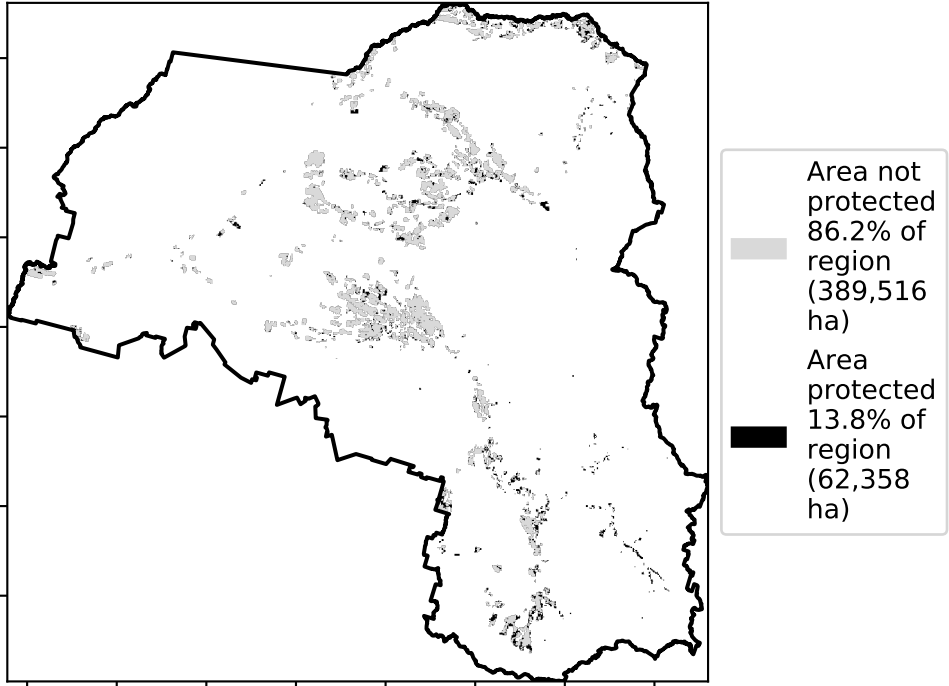 Area not
protected
86.2% of
region
(389,516
ha)
Area
protected
13.8% of
region
(62,358
ha)